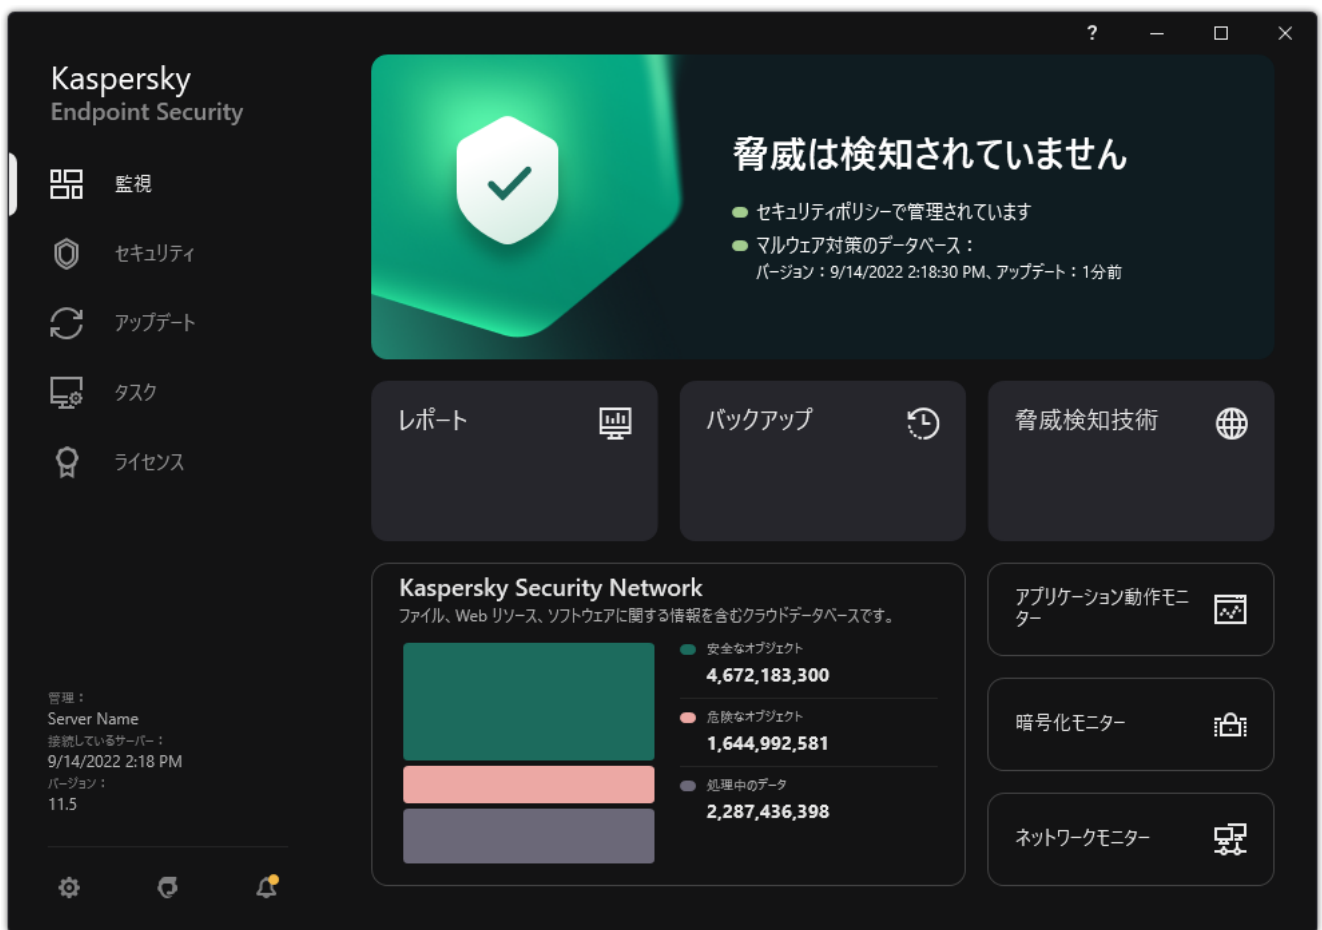 ?
Kaspersky
Endpoint Security
監視
セキュリティ
アップデート
タスク
ライセンス
管理：
Server Name
接続しているサーバー：
9/14/2022 2:18 PM
バージョン：
11.5
脅威は検知されていません
セキュリティポリシーで管理されています
マルウェア対策のデータベース：
バージョン：9/14/2022 2:18:30 PM、アップデート：1分前
レポート
バックアップ
脅威検知技術
Kaspersky Security Network
ファイル、Web リソース、ソフトウェアに関する情報を含むクラウドデータベースです。
安全なオブジェクト
4,672,183,300
危険なオブジェクト
1,644,992,581
処理中のデータ
2,287,436,398
アプリケーション動作モニ
ター
暗号化モニター
ネットワークモニター